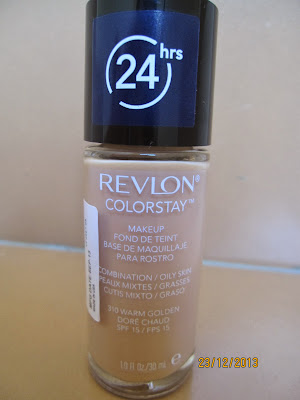 24 hrs
REVLON®
COLORSTAY™
MAKEUP
FOND DE TEINT
BASE DE MAQUILLAJE
PARA ROSTRO
COMBINATION / OILY SKIN
PEAUX MIXTES / GRASSES
CUTIS MIXTO / GRASO
310 WARM GOLDEN
DORÉ CHAUD
SPF 15 / FPS 15
1.0 fl. Oz / 30 mL
29/12/2013